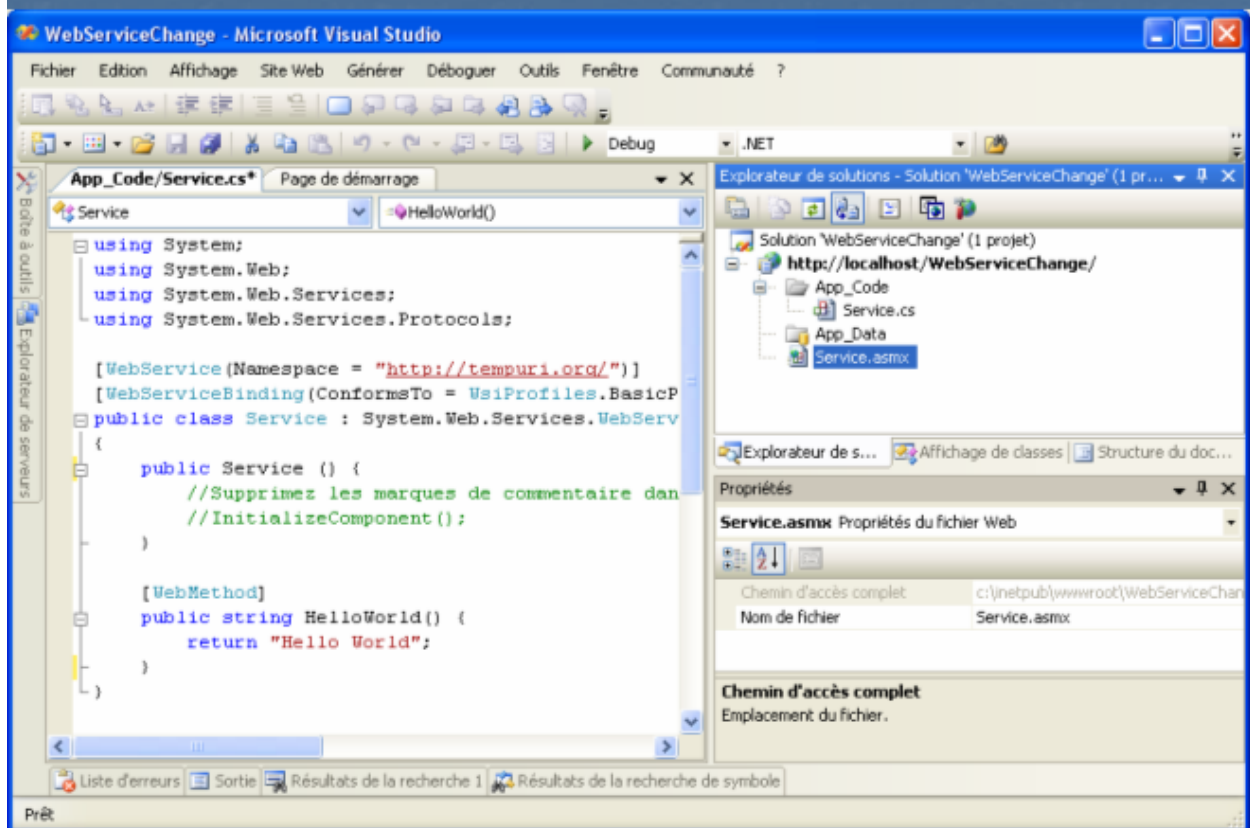 WebServiceChange - Microsoft Visual Studio
Fichier Edition Affichage Site Web Générer Déboguer Outils Fenêtre Communauté ?
Debug .NET
App_Code/Service.cs* Page de démarrage
Service HelloWorld()
using System;
using System.Web;
using System.Web.Services;
using System.Web.Services.Protocols;
[WebService(Namespace = "http://tempuri.org/")]
[WebServiceBinding(ConformsTo = WsiProfiles.BasicP
public class Service : System.Web.Services.WebServ
{
public Service () {
//Supprimez les marques de commentaire dan
//InitializeComponent();
}
[WebMethod]
public string HelloWorld() {
return "Hello World";
}
}
Boîte à outils
Explorateur de serveurs
Explorateur de solutions - Solution 'WebServiceChange' (1 pr...
Solution 'WebServiceChange' (1 projet)
http://localhost/WebServiceChange/
App_Code
Service.cs
App_Data
Service.asmx
Explorateur de s... Affichage de classes Structure du doc...
Propriétés
Service.asmx Propriétés du fichier Web
Chemin d'accès complet c:\inetpub\wwwroot\WebServiceChan
Nom de fichier Service.asmx
Chemin d'accès complet
Emplacement du fichier.
Liste d'erreurs Sortie Résultats de la recherche 1 Résultats de la recherche de symbole
Prêt